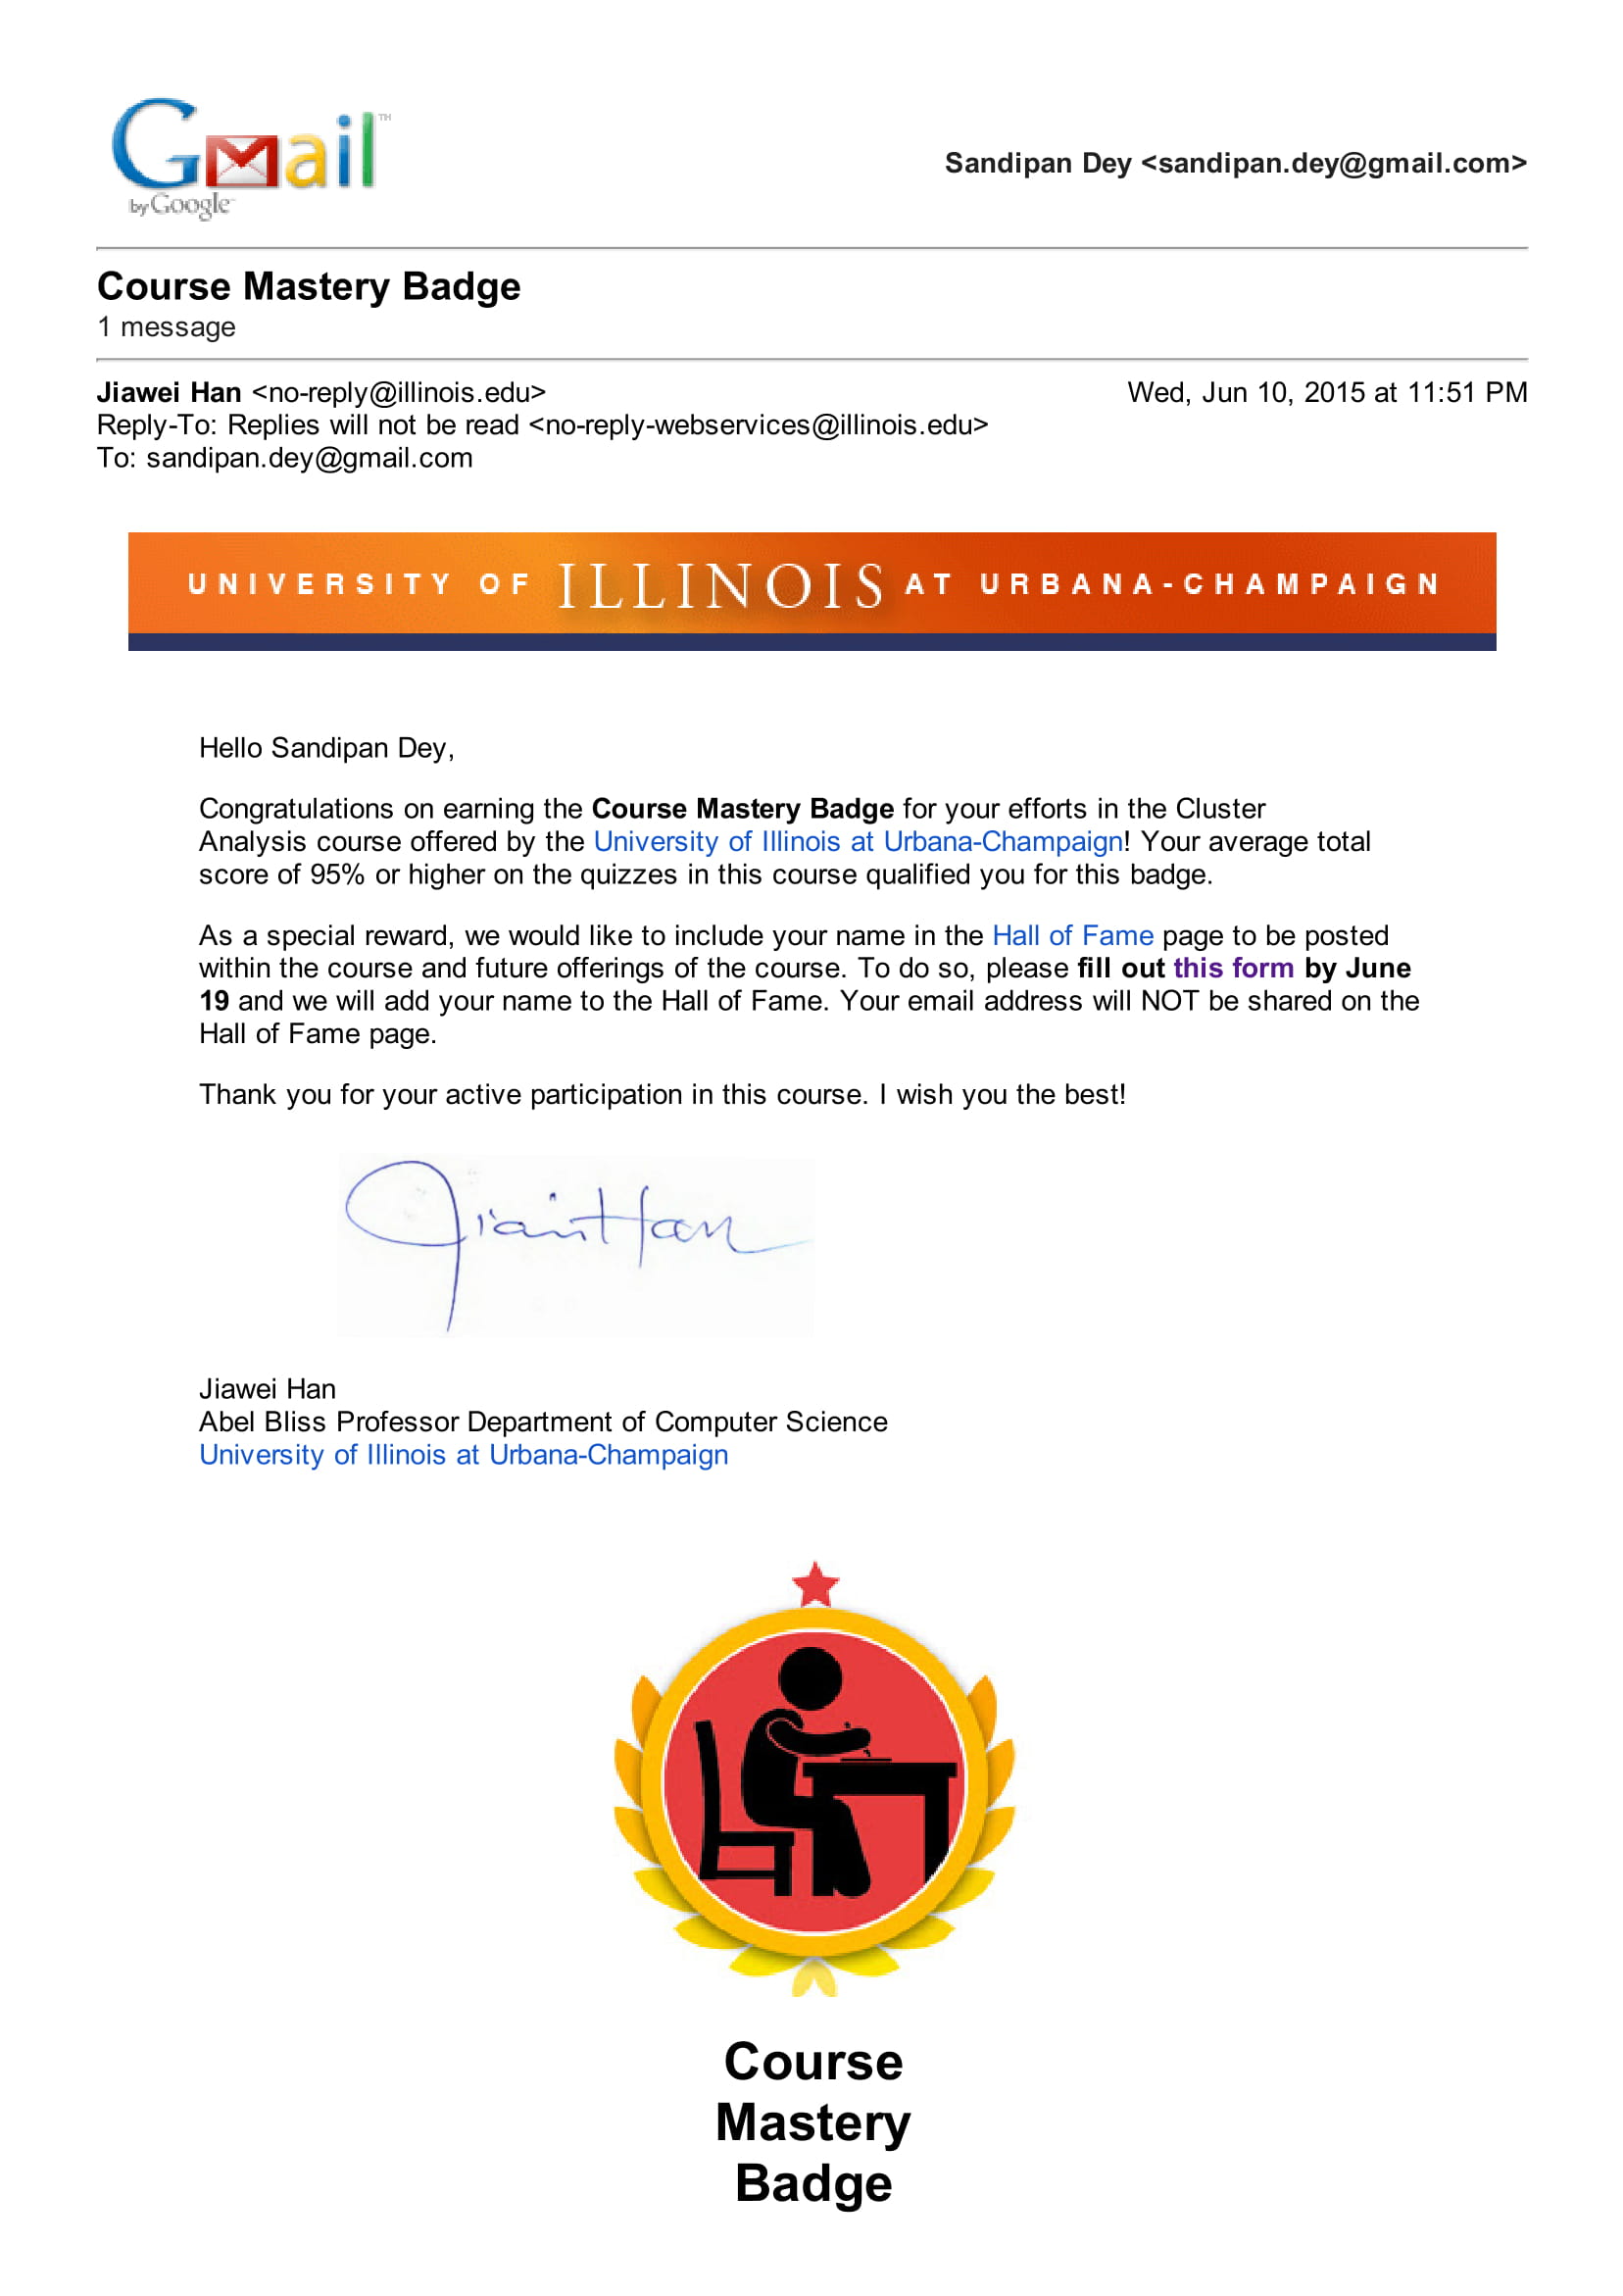 Gmail™
by Google™
Sandipan Dey <sandipan.dey@gmail.com>
Course Mastery Badge
1 message
Jiawei Han <no-reply@illinois.edu> Wed, Jun 10, 2015 at 11:51 PM
Reply-To: Replies will not be read <no-reply-webservices@illinois.edu>
To: sandipan.dey@gmail.com
UNIVERSITY OF ILLINOIS AT URBANA-CHAMPAIGN
Hello Sandipan Dey,
Congratulations on earning the Course Mastery Badge for your efforts in the Cluster
Analysis course offered by the University of Illinois at Urbana-Champaign! Your average total
score of 95% or higher on the quizzes in this course qualified you for this badge.
As a special reward, we would like to include your name in the Hall of Fame page to be posted
within the course and future offerings of the course. To do so, please fill out this form by June
19 and we will add your name to the Hall of Fame. Your email address will NOT be shared on the
Hall of Fame page.
Thank you for your active participation in this course. I wish you the best!
Jiawei Han
Jiawei Han
Abel Bliss Professor Department of Computer Science
University of Illinois at Urbana-Champaign
Course
Mastery
Badge